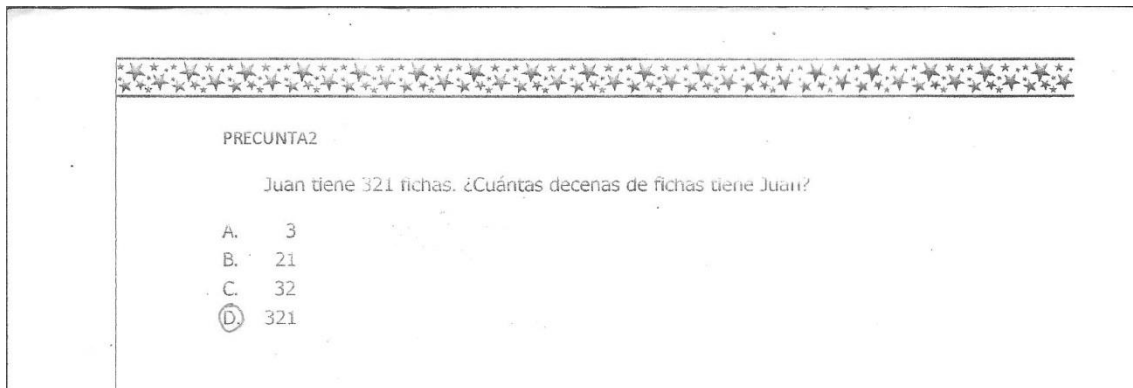 PRECUNTA2
Juan tiene 321 fichas. ¿Cuántas decenas de fichas tiene Juan?
A. 3
B. 21
C. 32
D. 321